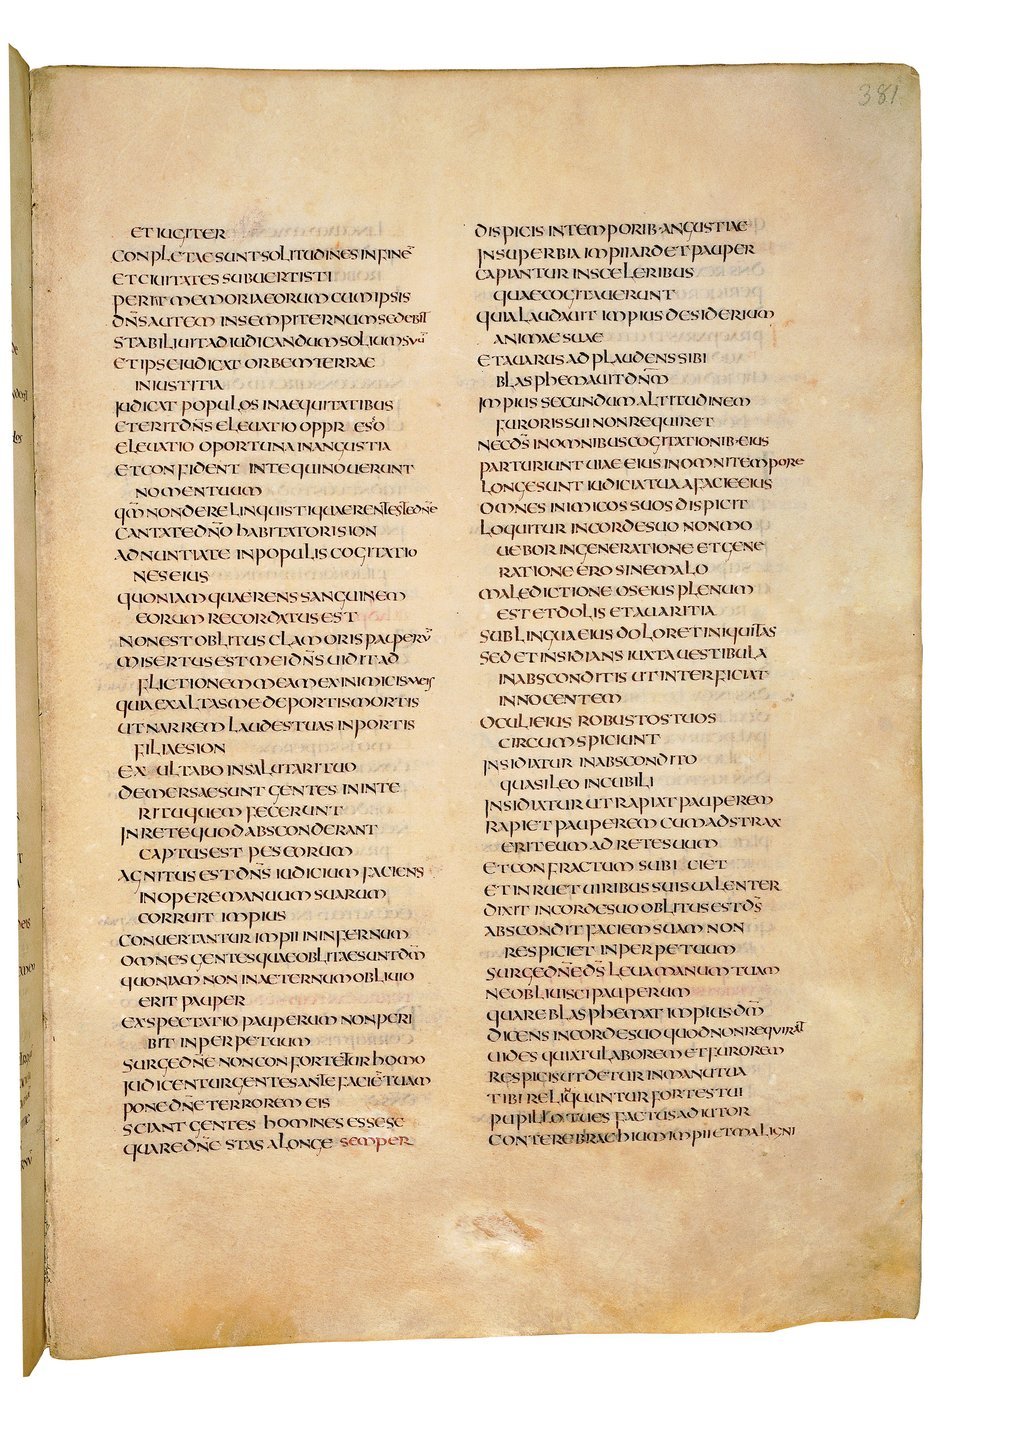 381
ET IUGITER
CONPLETAE SUNT SOLITUDINES IN FINE̅
ET CIUITATES SUBUERTISTI
PERIIT MEMORIA EORUM CUM IPSIS
DN̅S AUTEM IN SEMPITERNUM SEDEBIT
STABILIUIT AD IUDICANDUM SOLIUM SUU̅
ET IPSE IUDICAT ORBEM TERRAE
IN IUSTITIA
IUDICAT POPULOS IN AEQUITATIBUS
ET ERIT DN̅S ELEUATIO OPPRESSO
ELEUATIO OPORTUNA IN ANGUSTIA
ET CONFIDENT IN TE QUI NOUERUNT
NOMEN TUUM
QM̅ NON DERELINQUISTI QUAERENTES TE DN̅E
CANTATE DN̅O HABITATORI SION
ADNUNTIATE IN POPULIS COGITATIO
NES EIUS
QUONIAM QUAERENS SANGUINEM
EORUM RECORDATUS EST
NON EST OBLITUS CLAMORIS PAUPERU̅
MISERTUS EST MEI DN̅S UIDIT AD
FLICTIONEM MEAM EX INIMICIS MEIS
QUI EXALTAS ME DE PORTIS MORTIS
UT NARREM LAUDES TUAS IN PORTIS
FILIAE SION
EXULTABO IN SALUTARI TUO
DEMERSAE SUNT GENTES IN INTE
RITU QUEM FECERUNT
IN RETE QUOD ABSCONDERANT
CAPTUS EST PES EORUM
AGNITUS EST DN̅S IUDICIUM FACIENS
IN OPERE MANUUM SUARUM
CORRUIT IMPIUS
CONUERTANTUR IMPII IN INFERNUM
OMNES GENTES QUAE OBLITAE SUNT DM̅
QUONIAM NON IN AETERNUM OBLIUIO
ERIT PAUPER
EXSPECTATIO PAUPERUM NON PERI
BIT IN PERPETUUM
SURGE DN̅E NON CONFORTETUR HOMO
IUDICENTUR GENTES ANTE FACIE̅ TUAM
PONE DN̅E TERROREM EIS
SCIANT GENTES HOMINES ESSE SE
QUARE DN̅E STAS A LONGE SEMPER
DISPICIS IN TEMPORIB· ANGUSTIAE
IN SUPERBIA IMPII ARDET PAUPER
CAPIANTUR IN SCELERIBUS
QUAE COGITAUERUNT
QUIA LAUDAUIT IMPIUS DESIDERIUM
ANIMAE SUAE
ET AUARUS ADPLAUDENS SIBI
BLASPHEMAUIT DN̅M
IMPIUS SECUNDUM ALTITUDINEM
FURORIS SUI NON REQUIRET
NEC DS̅ IN OMNIBUS COGITATIONIB· EIUS
PARTURIUNT UIAE EIUS IN OMNI TEMPORE
LONGE SUNT IUDICIA TUA A FACIE EIUS
OMNES INIMICOS SUOS DISPICIT
LOQUITUR IN CORDE SUO NON MO
UEBOR IN GENERATIONE ET GENE
RATIONE ERO SINE MALO
MALEDICTIONE OS EIUS PLENUM
EST ET DOLIS ET AUARITIA
SUB LINGUA EIUS DOLOR ET INIQUITAS
SEDET INSIDIANS IUXTA UESTIBULA
IN ABSCONDITIS UT INTERFICIAT
INNOCENTEM
OCULI EIUS ROBUSTOS TUOS
CIRCUMSPICIUNT
INSIDIATUR IN ABSCONDITO
QUASI LEO IN CUBILI
INSIDIATUR UT RAPIAT PAUPEREM
RAPIET PAUPEREM CUM ADSTRAX
ERIT EUM AD RETE SUUM
ET CONFRACTUM SUBICIET
ET INRUET UIRIBUS SUIS UALENTER
DIXIT IN CORDE SUO OBLITUS EST DS̅
ABSCONDIT FACIEM SUAM NON
RESPICIET IN PERPETUUM
SURGE DN̅E DS̅ LEUA MANUM TUAM
NE OBLIUISCI PAUPERUM
QUARE BLASPHEMAT IMPIUS DM̅
DICENS IN CORDE SUO QUOD NON REQUIRAT
UIDES QUIA TU LABOREM ET FUROREM
RESPICIS UT DETUR IN MANU TUA
TIBI RELIQUUNTUR FORTES TUI
PUPILLO TU ES FACTUS ADIUTOR
CONTERE BRACHIUM IMPII ET MALIGNI